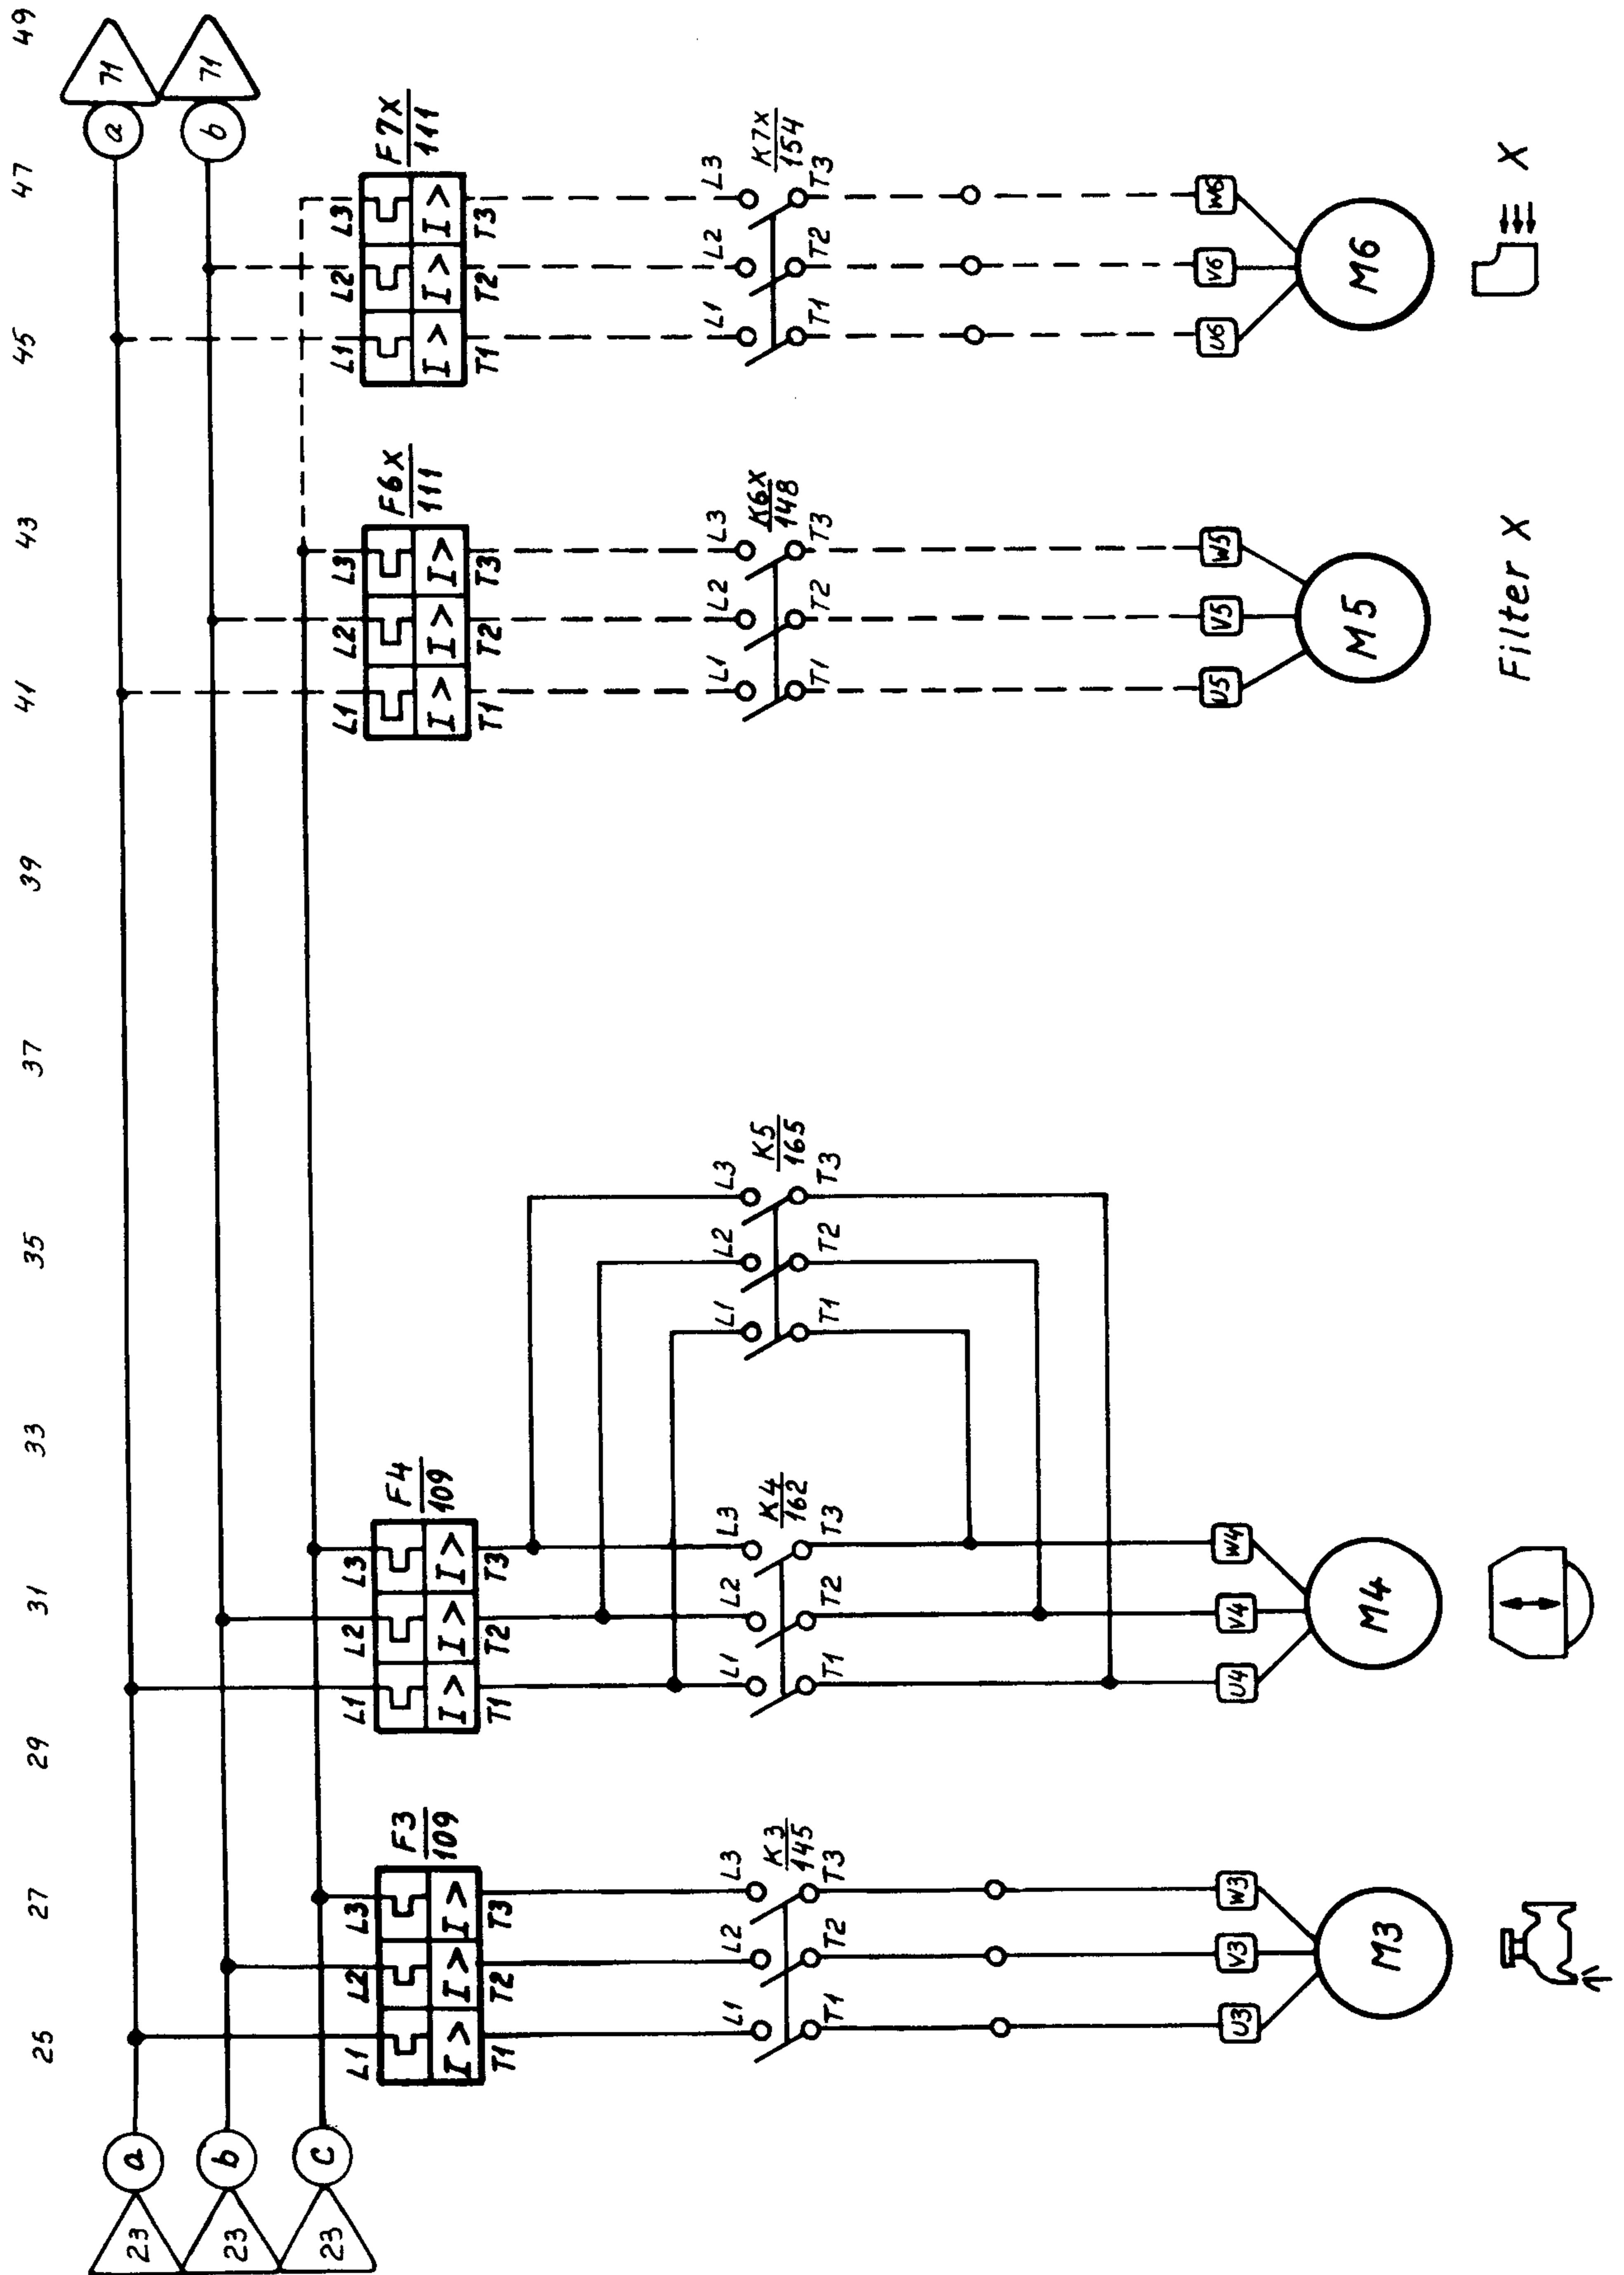 25 27 29 31 33 35 37 39 41 43 45 47 49
23 a a 71
23 b b 71
23 c
F3 F4 F6X F7X
109 109 111 111
L1 L2 L3 L1 L2 L3 L1 L2 L3 L1 L2 L3
I> I> I> I> I> I> I> I> I> I> I> I>
T1 T2 T3 T1 T2 T3 T1 T2 T3 T1 T2 T3
L1 L2 L3 L1 L2 L3 L1 L2 L3 L1 L2 L3 L1 L2 L3
K3 K4 K5 K6X K7X
145 162 165 148 154
T1 T2 T3 T1 T2 T3 T1 T2 T3 T1 T2 T3 T1 T2 T3
U3 V3 W3 U4 V4 W4 U5 V5 W5 U6 V6 W6
M3 M4 M5 M6
Filter X X